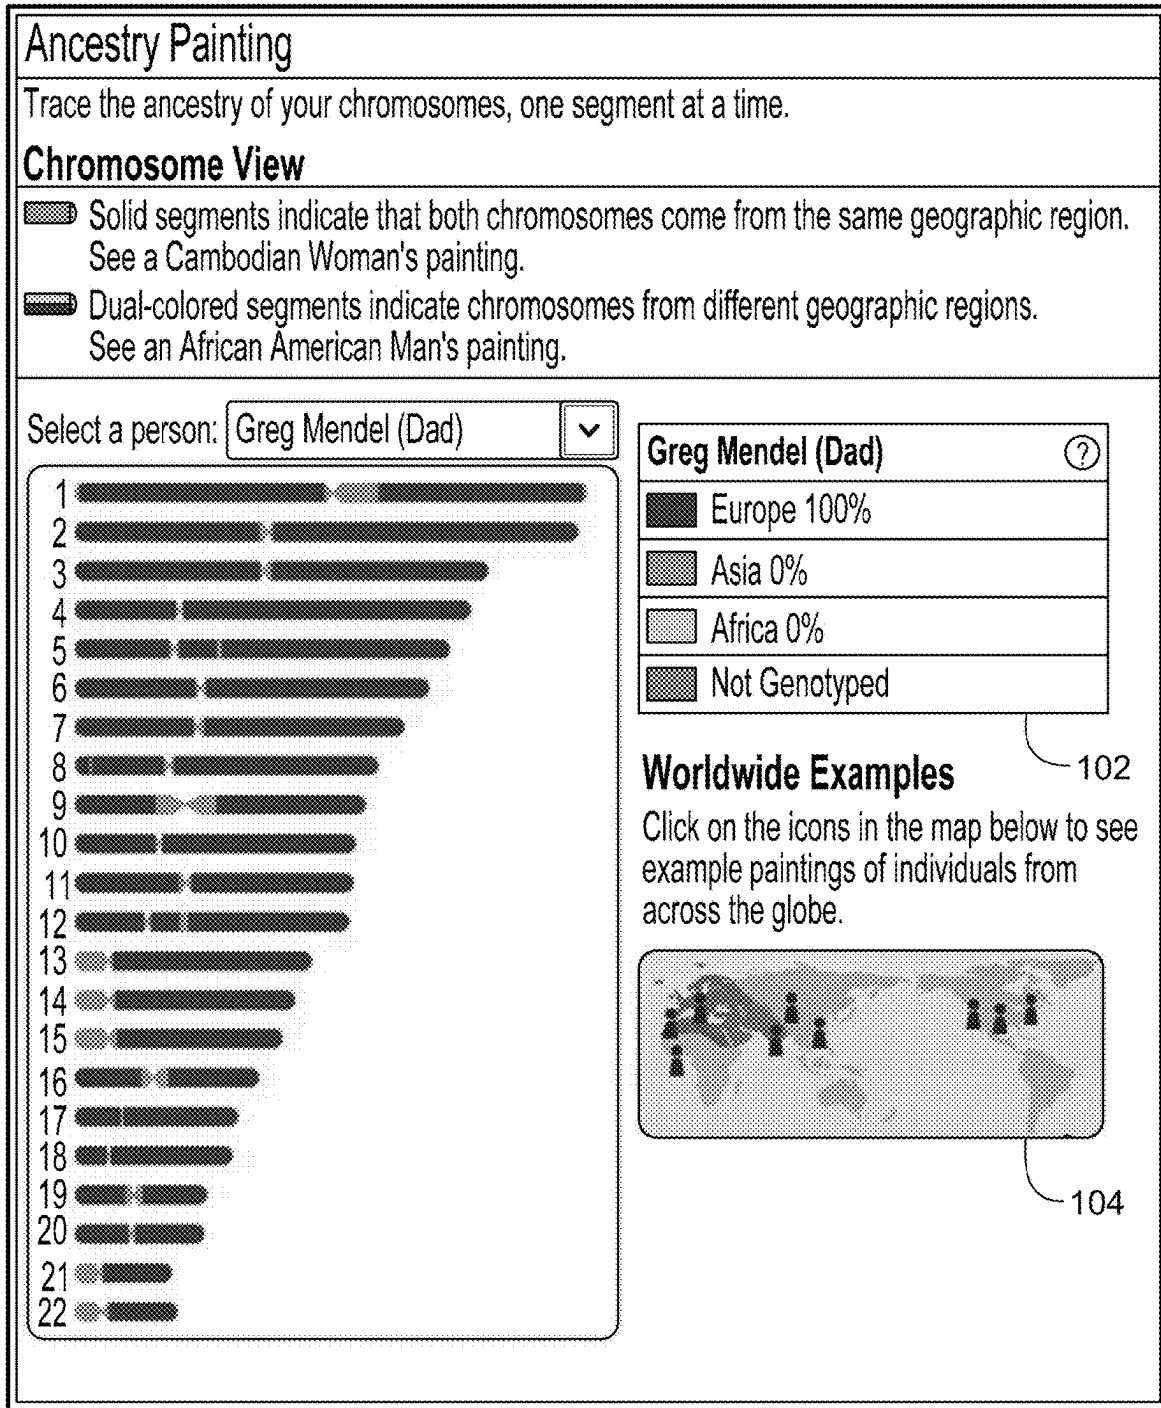 Ancestry Painting
Trace the ancestry of your chromosomes, one segment at a time.
Chromosome View
Solid segments indicate that both chromosomes come from the same geographic region.
See a Cambodian Woman's painting.
Dual-colored segments indicate chromosomes from different geographic regions.
See an African American Man's painting.
Select a person: Greg Mendel (Dad)
1
2
3
4
5
6
7
8
9
10
11
12
13
14
15
16
17
18
19
20
21
22
Greg Mendel (Dad) ?
Europe 100%
Asia 0%
Africa 0%
Not Genotyped
102
Worldwide Examples
Click on the icons in the map below to see
example paintings of individuals from
across the globe.
104